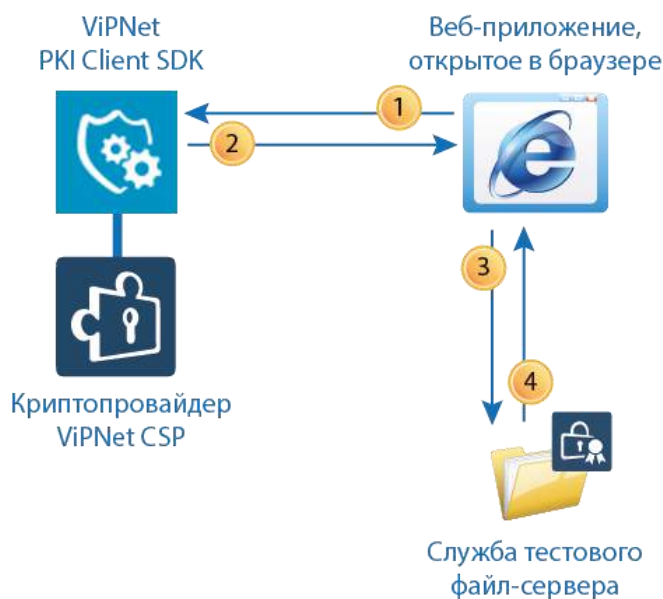 ViPNet
PKI Client SDK
Веб-приложение,
открытое в браузере
1
2
3
4
Криптопровайдер
ViPNet CSP
Служба тестового
файл-сервера